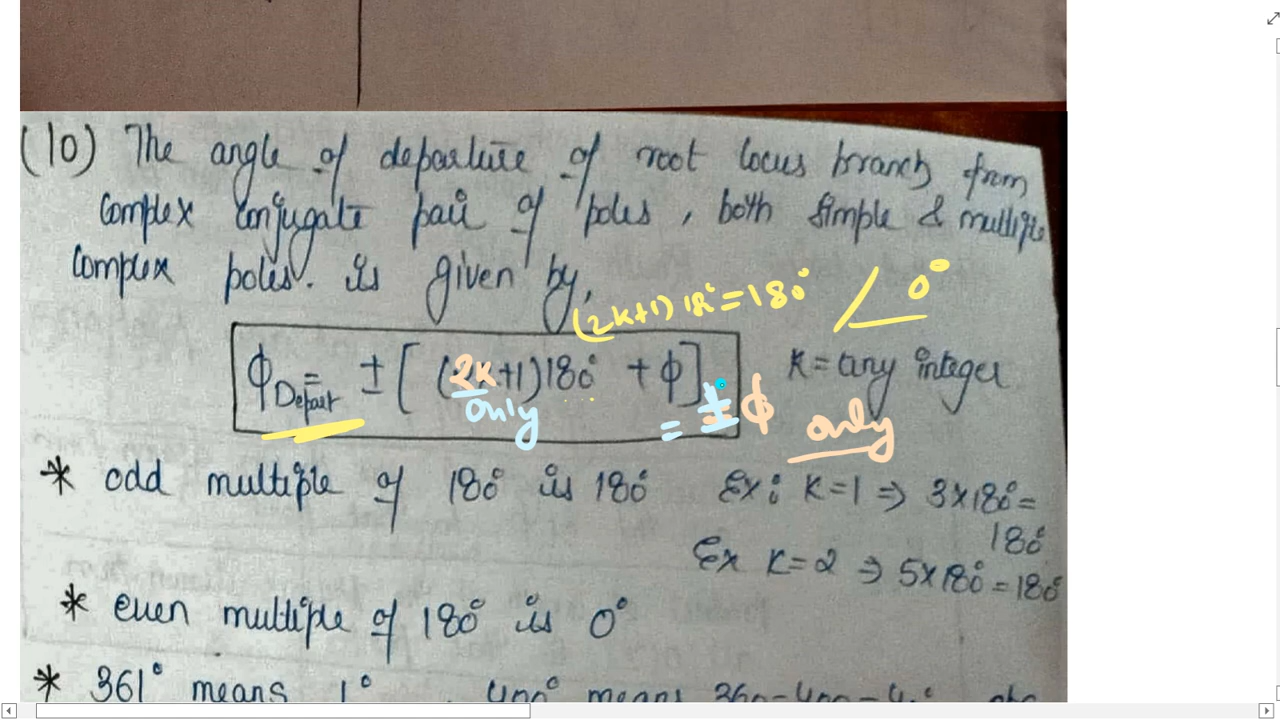 (10) The angle of departure of root locus branch from
complex conjugate pair of poles, both simple & multiple
complex poles. is given by,
(2k+1) 180° = 180° / 0°
ϕ Depart = ± [ (2k+1)180° + ϕ ] K = any integer
only = ± ϕ only
* odd multiple of 180° is 180° Ex: K=1 ⇒ 3×180° =
180°
Ex K=2 ⇒ 5×180° = 180°
* even multiple of 180° is 0°
* 361° means 1°
400° means